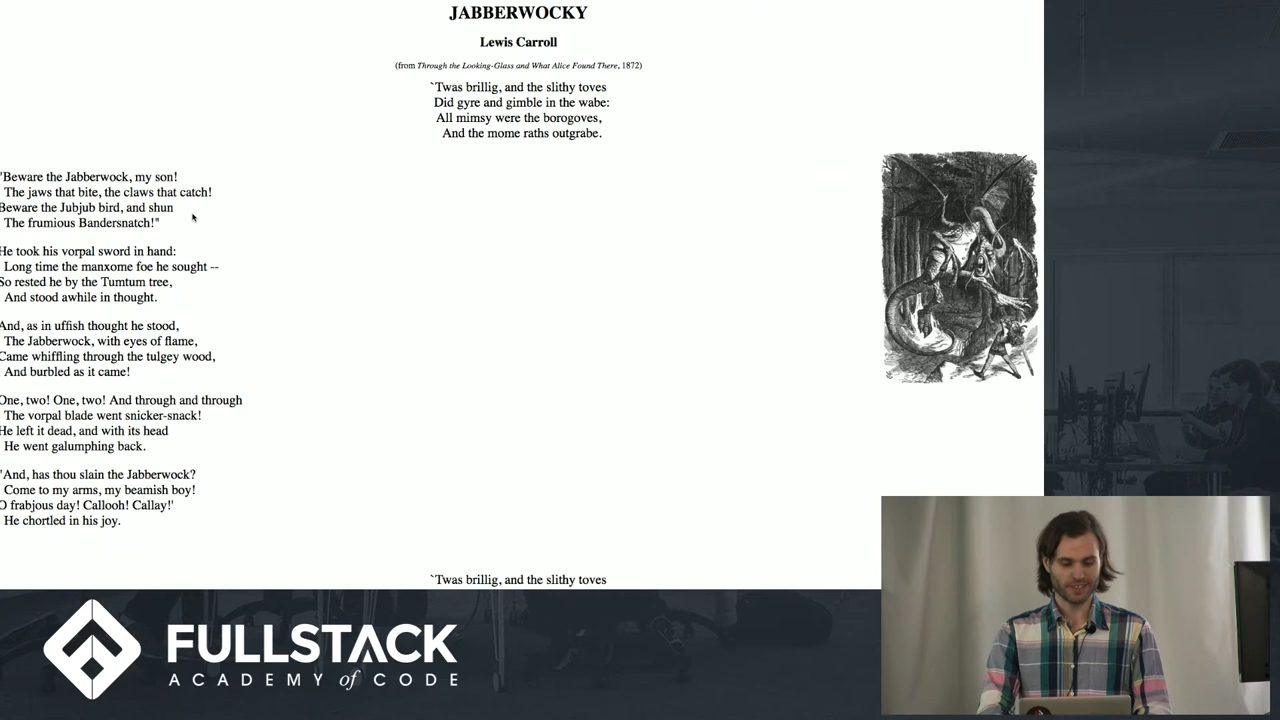 JABBERWOCKY
Lewis Carroll
(from Through the Looking-Glass and What Alice Found There, 1872)
`Twas brillig, and the slithy toves
Did gyre and gimble in the wabe:
All mimsy were the borogoves,
And the mome raths outgrabe.
"Beware the Jabberwock, my son!
The jaws that bite, the claws that catch!
Beware the Jubjub bird, and shun
The frumious Bandersnatch!"
He took his vorpal sword in hand:
Long time the manxome foe he sought --
So rested he by the Tumtum tree,
And stood awhile in thought.
And, as in uffish thought he stood,
The Jabberwock, with eyes of flame,
Came whiffling through the tulgey wood,
And burbled as it came!
One, two! One, two! And through and through
The vorpal blade went snicker-snack!
He left it dead, and with its head
He went galumphing back.
"And, has thou slain the Jabberwock?
Come to my arms, my beamish boy!
O frabjous day! Callooh! Callay!'
He chortled in his joy.
`Twas brillig, and the slithy toves
FULLSTACK
ACADEMY of CODE